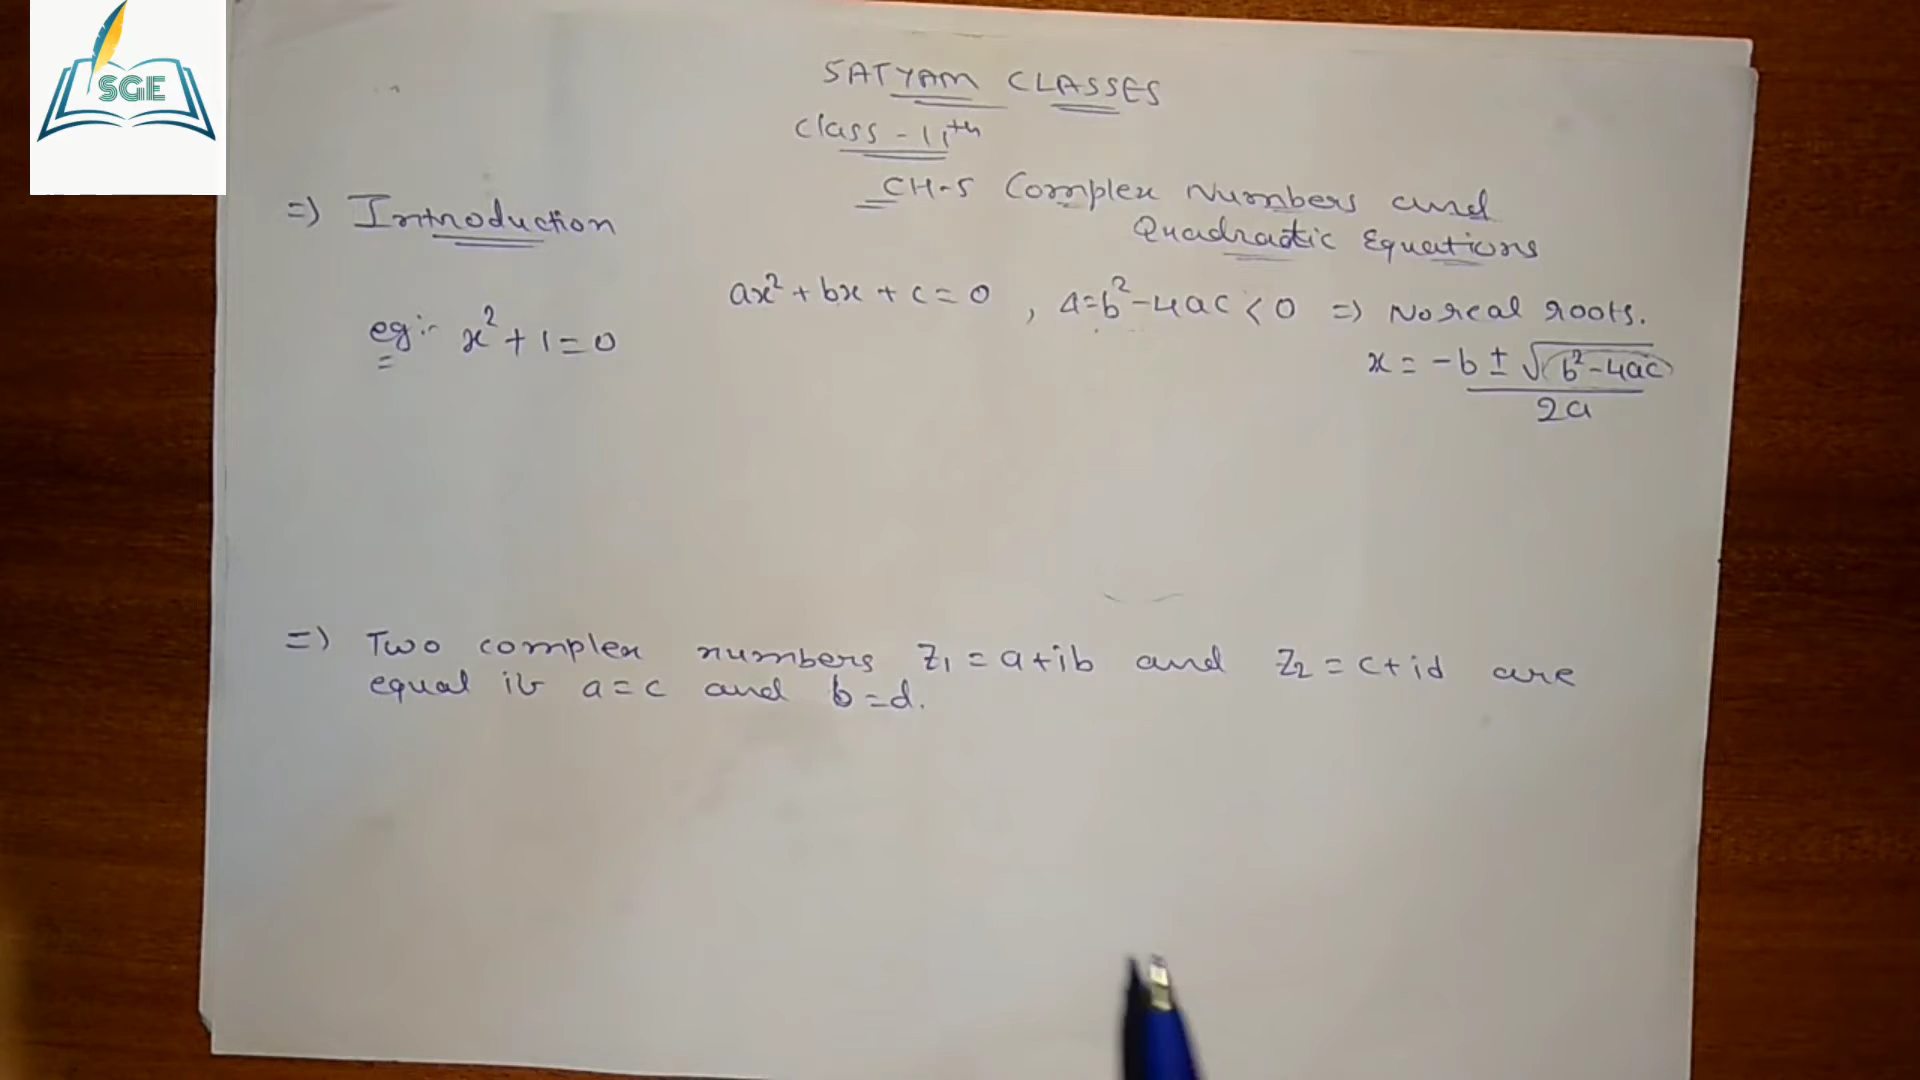 SGE
SATYAM CLASSES
Class - 11th
CH-5 Complex Numbers and
Quadractic Equations
=) Introduction
ax² + bx + c = 0 , Δ=b²-4ac < 0 =) No real roots.
eg:- x² + 1 = 0
x = -b ± √b²-4ac
2a
=) Two complex numbers Z₁ = a+ib and Z₂ = c+id are
equal if a=c and b=d.